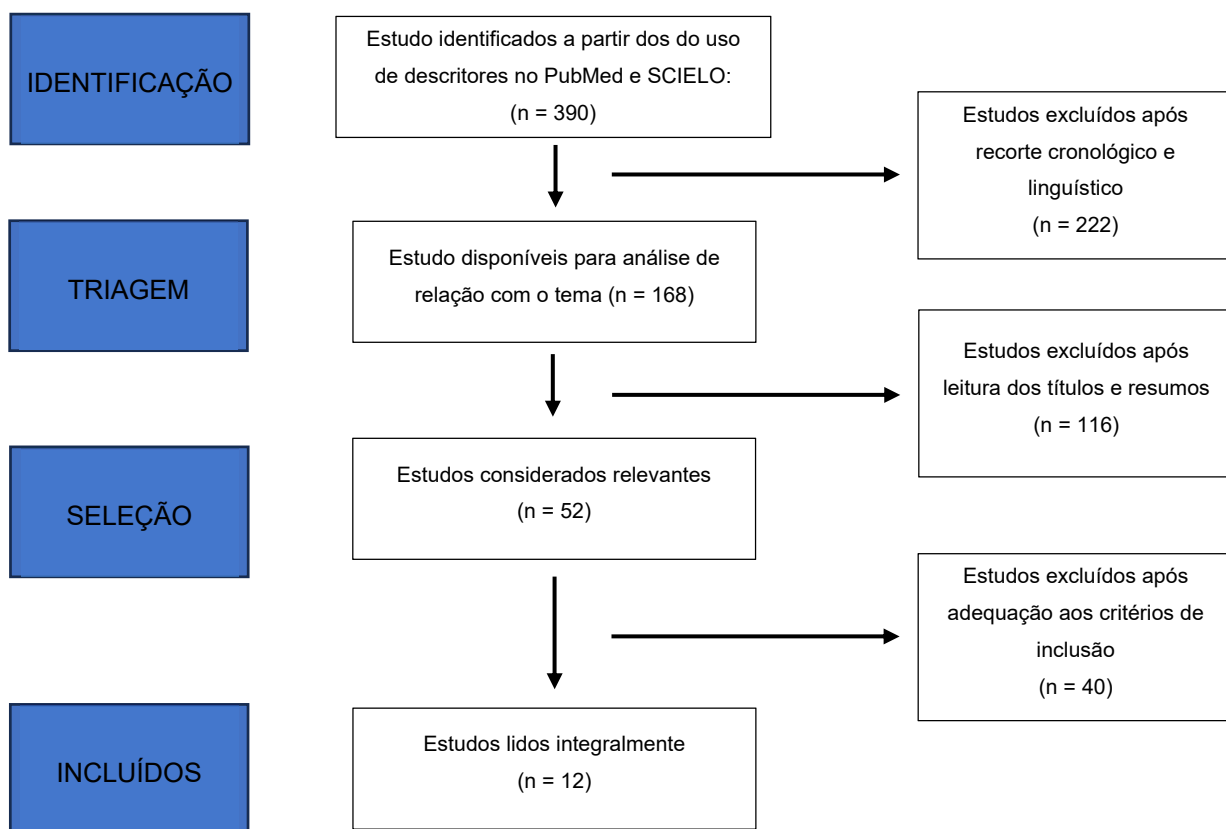 IDENTIFICAÇÃO
Estudo identificados a partir dos do uso
de descritores no PubMed e SCIELO:
(n = 390)
Estudos excluídos após
recorte cronológico e
linguístico
(n = 222)
TRIAGEM
Estudo disponíveis para análise de
relação com o tema (n = 168)
Estudos excluídos após
leitura dos títulos e resumos
(n = 116)
SELEÇÃO
Estudos considerados relevantes
(n = 52)
Estudos excluídos após
adequação aos critérios de
inclusão
(n = 40)
INCLUÍDOS
Estudos lidos integralmente
(n = 12)